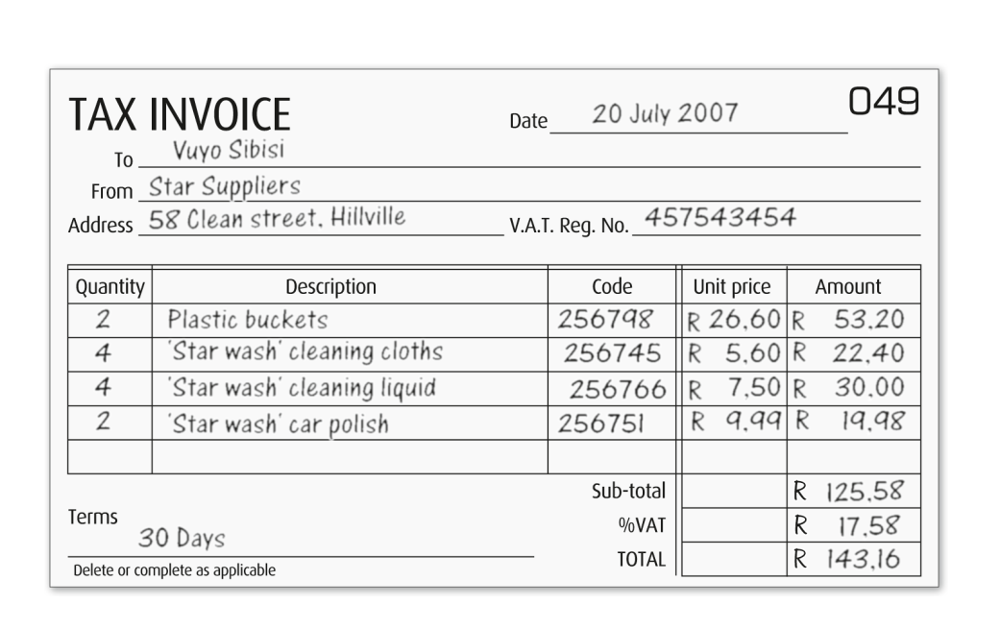 TAX INVOICE Date 20 July 2007 049
To Vuyo Sibisi
From Star Suppliers
Address 58 Clean street, Hillville V.A.T. Reg. No. 457543454
Quantity Description Code Unit price Amount
2 Plastic buckets 256798 R 26,60 R 53,20
4 'Star wash' cleaning cloths 256745 R 5,60 R 22,40
4 'Star wash' cleaning liquid 256766 R 7,50 R 30,00
2 'Star wash' car polish 256751 R 9,99 R 19,98
Sub-total R 125,58
Terms 30 Days %VAT R 17,58
TOTAL R 143,16
Delete or complete as applicable